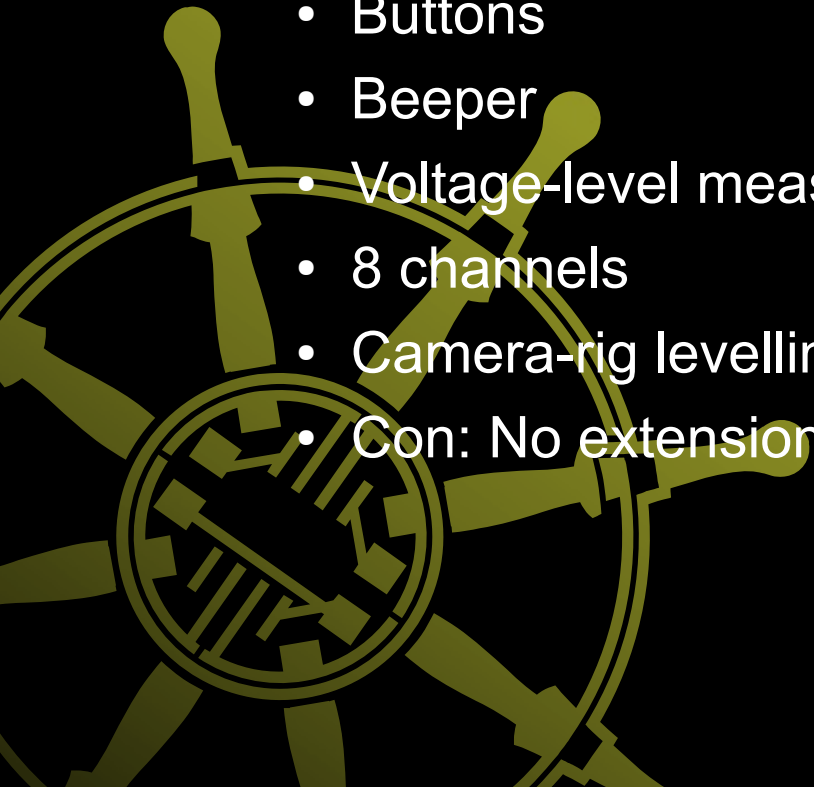 • Buttons
• Beeper
• Voltage-level meas
• 8 channels
• Camera-rig levellin
• Con: No extension